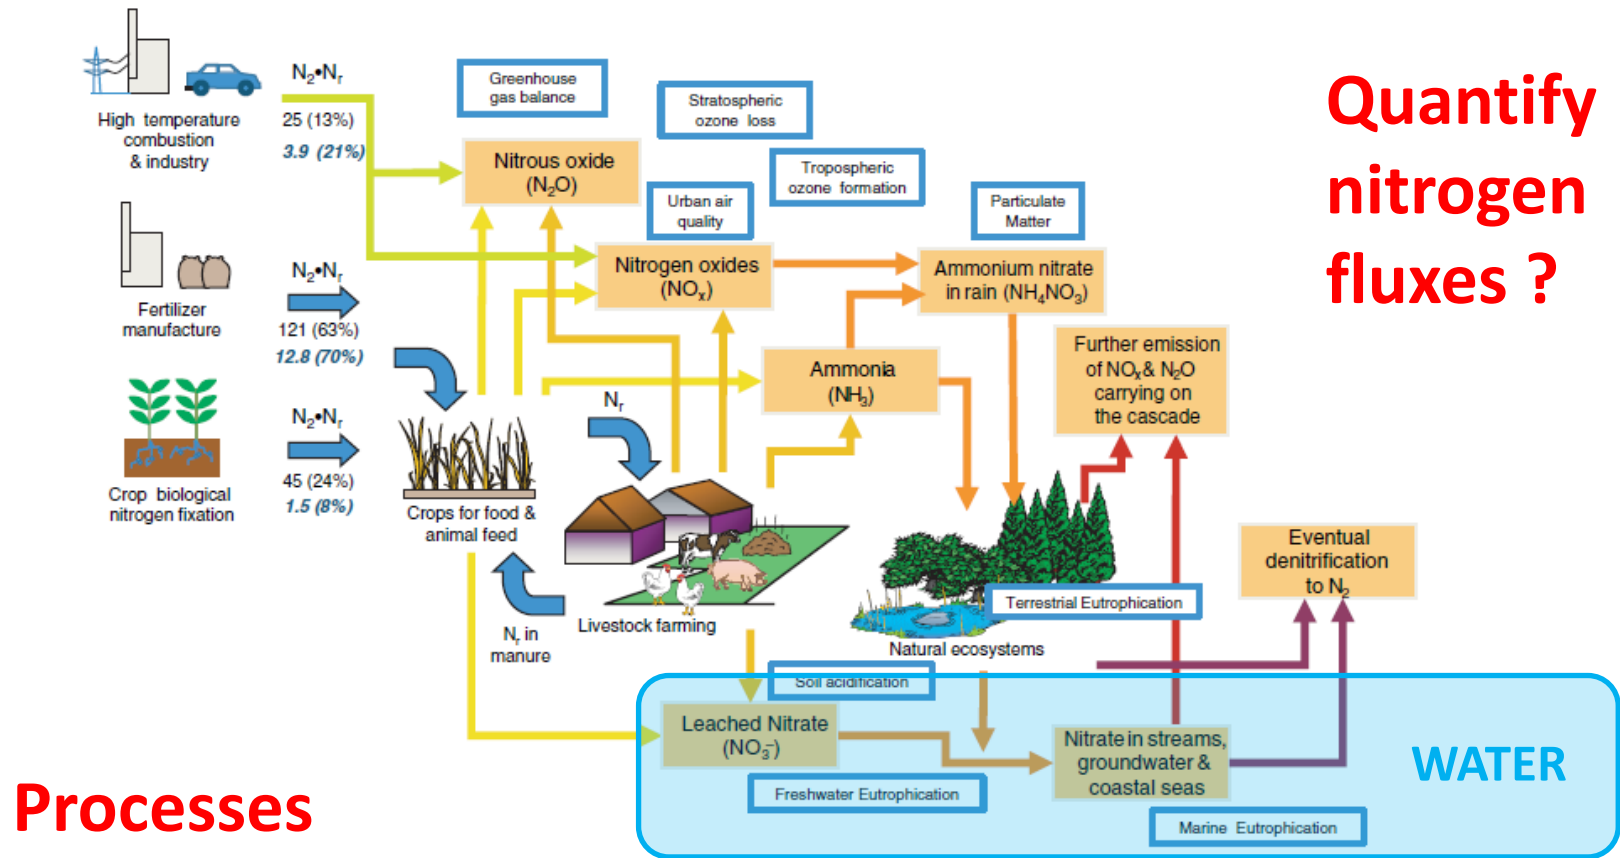 N₂•Nᵣ
High temperature
combustion
& industry
25 (13%)
3.9 (21%)
Greenhouse
gas balance
Stratospheric
ozone loss
Tropospheric
ozone formation
Urban air
quality
Particulate
Matter
Quantify
nitrogen
fluxes ?
Nitrous oxide
(N₂O)
Nitrogen oxides
(NOₓ)
Ammonium nitrate
in rain (NH₄NO₃)
N₂•Nᵣ
Fertilizer
manufacture
121 (63%)
12.8 (70%)
Ammonia
(NH₃)
Further emission
of NOₓ& N₂O
carrying on
the cascade
Nᵣ
N₂•Nᵣ
Crop biological
nitrogen fixation
45 (24%)
1.5 (8%)
Crops for food &
animal feed
Nᵣ in
manure
Livestock farming
Terrestrial Eutrophication
Natural ecosystems
Eventual
denitrification
to N₂
Soil acidification
Leached Nitrate
(NO₃⁻)
Nitrate in streams,
groundwater &
coastal seas
WATER
Freshwater Eutrophication
Marine Eutrophication
Processes